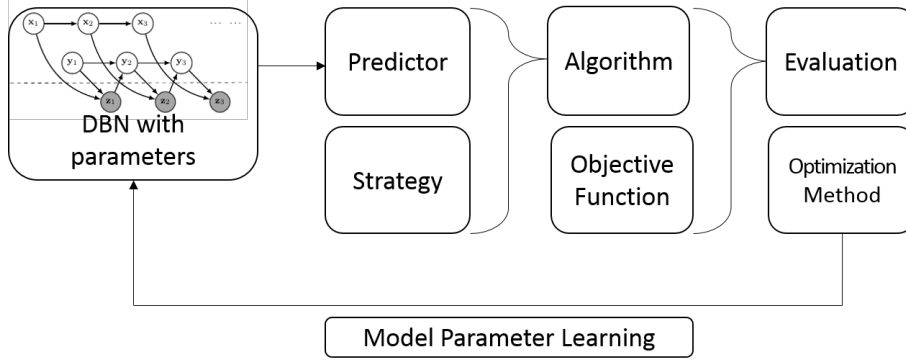 x₁ x₂ x₃ ... ...
y₁ y₂ y₃
z₁ z₂ z₃
DBN with
parameters
Predictor
Strategy
Algorithm
Objective
Function
Evaluation
Optimization
Method
Model Parameter Learning